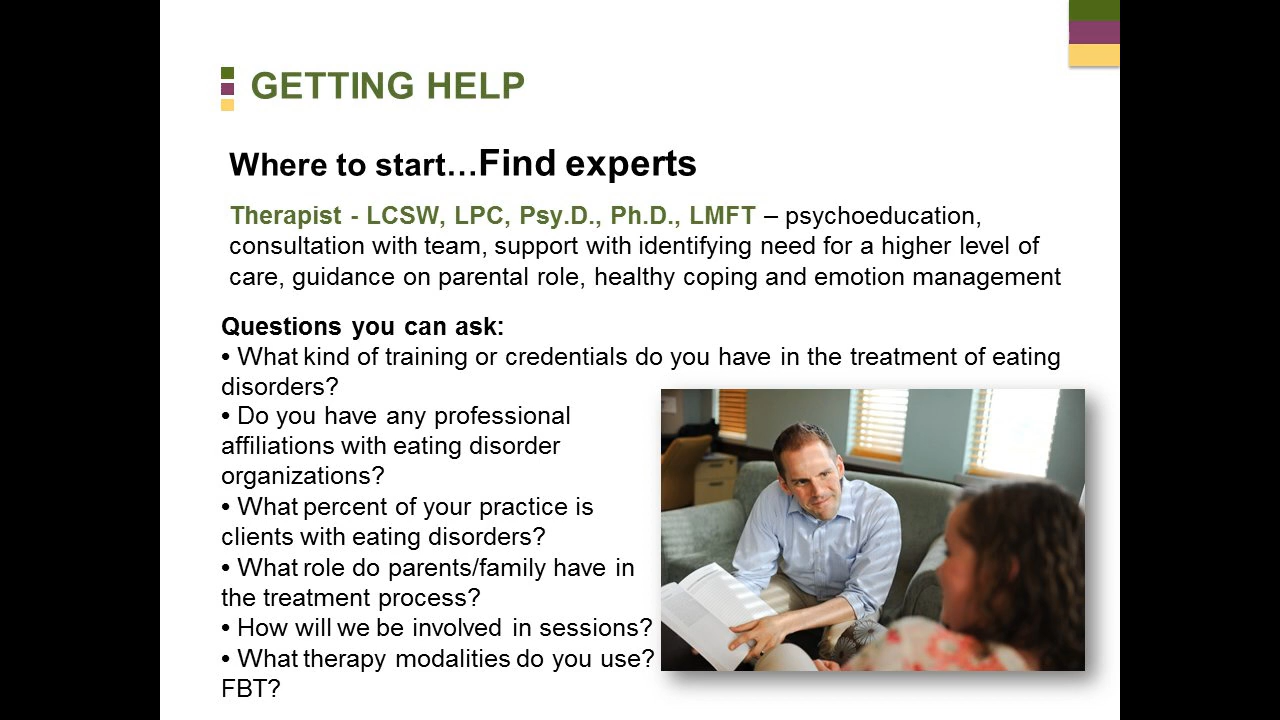 GETTING HELP
Where to start…Find experts
Therapist - LCSW, LPC, Psy.D., Ph.D., LMFT – psychoeducation,
consultation with team, support with identifying need for a higher level of
care, guidance on parental role, healthy coping and emotion management
Questions you can ask:
• What kind of training or credentials do you have in the treatment of eating
disorders?
• Do you have any professional
affiliations with eating disorder
organizations?
• What percent of your practice is
clients with eating disorders?
• What role do parents/family have in
the treatment process?
• How will we be involved in sessions?
• What therapy modalities do you use?
FBT?